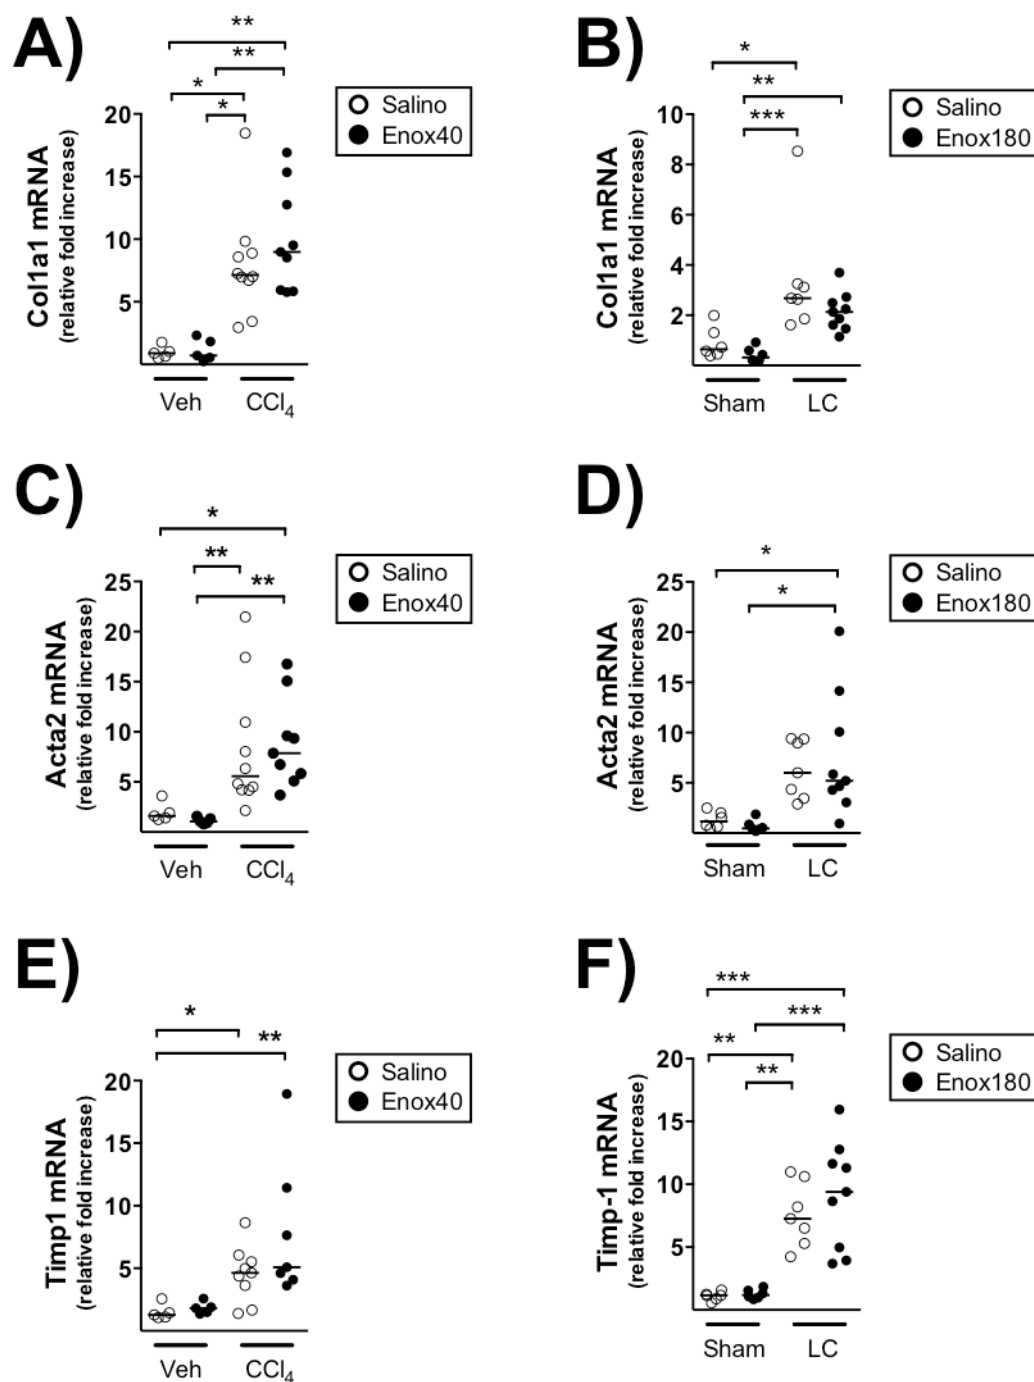 A)
**
**
*
*
Salino
Enox40
20
15
10
5
Col1a1 mRNA
(relative fold increase)
Veh
CCl₄
B)
*
**
***
Salino
Enox180
10
8
6
4
2
Col1a1 mRNA
(relative fold increase)
Sham
LC
C)
*
**
**
Salino
Enox40
25
20
15
10
5
Acta2 mRNA
(relative fold increase)
Veh
CCl₄
D)
*
*
Salino
Enox180
25
20
15
10
5
Acta2 mRNA
(relative fold increase)
Sham
LC
E)
*
**
Salino
Enox40
20
15
10
5
Timp1 mRNA
(relative fold increase)
Veh
CCl₄
F)
***
***
**
**
Salino
Enox180
20
15
10
5
Timp-1 mRNA
(relative fold increase)
Sham
LC